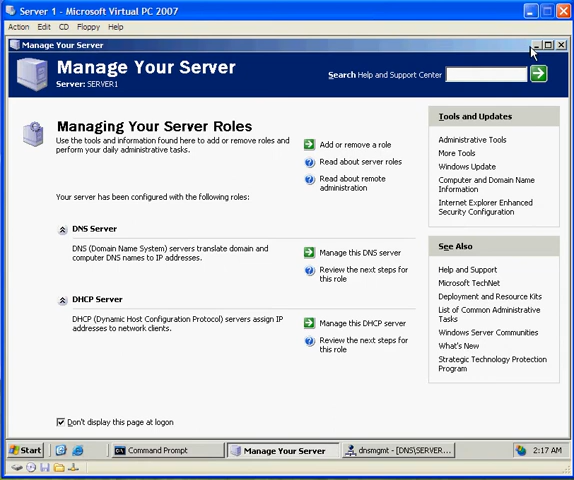 Server 1 - Microsoft Virtual PC 2007
Action Edit CD Floppy Help
Manage Your Server
Manage Your Server
Server: SERVER1
Search Help and Support Center
Managing Your Server Roles
Use the tools and information found here to add or remove roles and
perform your daily administrative tasks.
Your server has been configured with the following roles:
Add or remove a role
Read about server roles
Read about remote
administration
DNS Server
DNS (Domain Name System) servers translate domain and
computer DNS names to IP addresses.
Manage this DNS server
Review the next steps for
this role
DHCP Server
DHCP (Dynamic Host Configuration Protocol) servers assign IP
addresses to network clients.
Manage this DHCP server
Review the next steps for
this role
Tools and Updates
Administrative Tools
More Tools
Windows Update
Computer and Domain Name
Information
Internet Explorer Enhanced
Security Configuration
See Also
Help and Support
Microsoft TechNet
Deployment and Resource Kits
List of Common Administrative
Tasks
Windows Server Communities
What's New
Strategic Technology Protection
Program
Don't display this page at logon
Start
Command Prompt
Manage Your Server
dnsmgmt - [DNS\SERVER...
2:17 AM